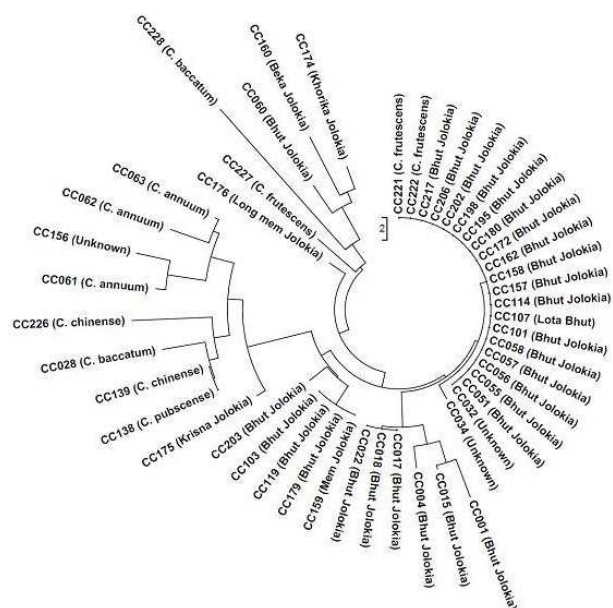 CC228 (C. baccatum)
CC160 (Beka Jolokia)
CC174 (Khorika Jolokia)
CC060 (Bhut Jolokia)
CC227 (C. frutescens)
CC176 (Long mem Jolokia)
CC063 (C. annuum)
CC062 (C. annuum)
CC156 (Unknown)
CC061 (C. annuum)
CC226 (C. chinense)
CC028 (C. baccatum)
CC139 (C. chinense)
CC138 (C. pubscense)
CC175 (Krisna Jolokia)
CC203 (Bhut Jolokia)
CC103 (Bhut Jolokia)
CC119 (Bhut Jolokia)
CC179 (Bhut Jolokia)
CC159 (Mem Jolokia)
CC022 (Bhut Jolokia)
CC018 (Bhut Jolokia)
CC017 (Bhut Jolokia)
CC004 (Bhut Jolokia)
CC015 (Bhut Jolokia)
CC001 (Bhut Jolokia)
CC034 (Unknown)
CC032 (Unknown)
CC051 (Bhut Jolokia)
CC055 (Bhut Jolokia)
CC056 (Bhut Jolokia)
CC057 (Bhut Jolokia)
CC058 (Bhut Jolokia)
CC101 (Bhut Jolokia)
CC107 (Lota Bhut)
CC114 (Bhut Jolokia)
CC157 (Bhut Jolokia)
CC158 (Bhut Jolokia)
CC162 (Bhut Jolokia)
CC172 (Bhut Jolokia)
CC180 (Bhut Jolokia)
CC195 (Bhut Jolokia)
CC198 (Bhut Jolokia)
CC202 (Bhut Jolokia)
CC206 (Bhut Jolokia)
CC217 (Bhut Jolokia)
CC222 (C. frutescens)
CC221 (C. frutescens)
2